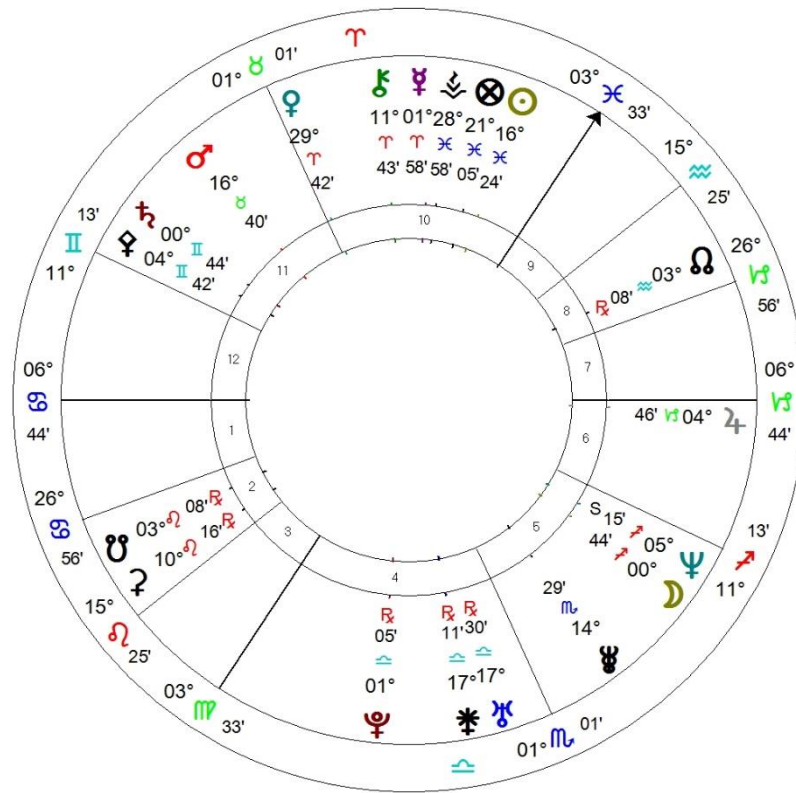 ♈
01° ♉ 01'
03° ♓ 33'
♀ 29° ♈ 42'
⚷ 11° ♈ 43'
☿ 01° ♈ 58'
28° ♓ 58'
⊗ 21° ♓ 05'
☉ 16° ♓ 24'
15° ♒ 25'
♂ 16° ♉ 40'
♄ 00° ♊ 44'
⚴ 04° ♊ 42'
11° ♊ 13'
26° ♑ 56'
☊ 03° ♒ 08' ℞
10
11
9
8
12
7
06° ♋ 44'
06° ♑ 44'
♃ 04° ♑ 46'
1
6
2
3
5
4
26° ♋ 56'
☋ 03° ♌ 08' ℞
⚳ 10° ♌ 16' ℞
♆ 05° ♐ 15' S
☽ 00° ♐ 44'
11° ♐ 13'
15° ♌ 25'
14° ♏ 29'
03° ♍ 33'
♇ 01° ♎ 05' ℞
⚵ 17° ♎ 11' ℞
♅ 17° ♎ 30' ℞
01° ♏ 01'
♎